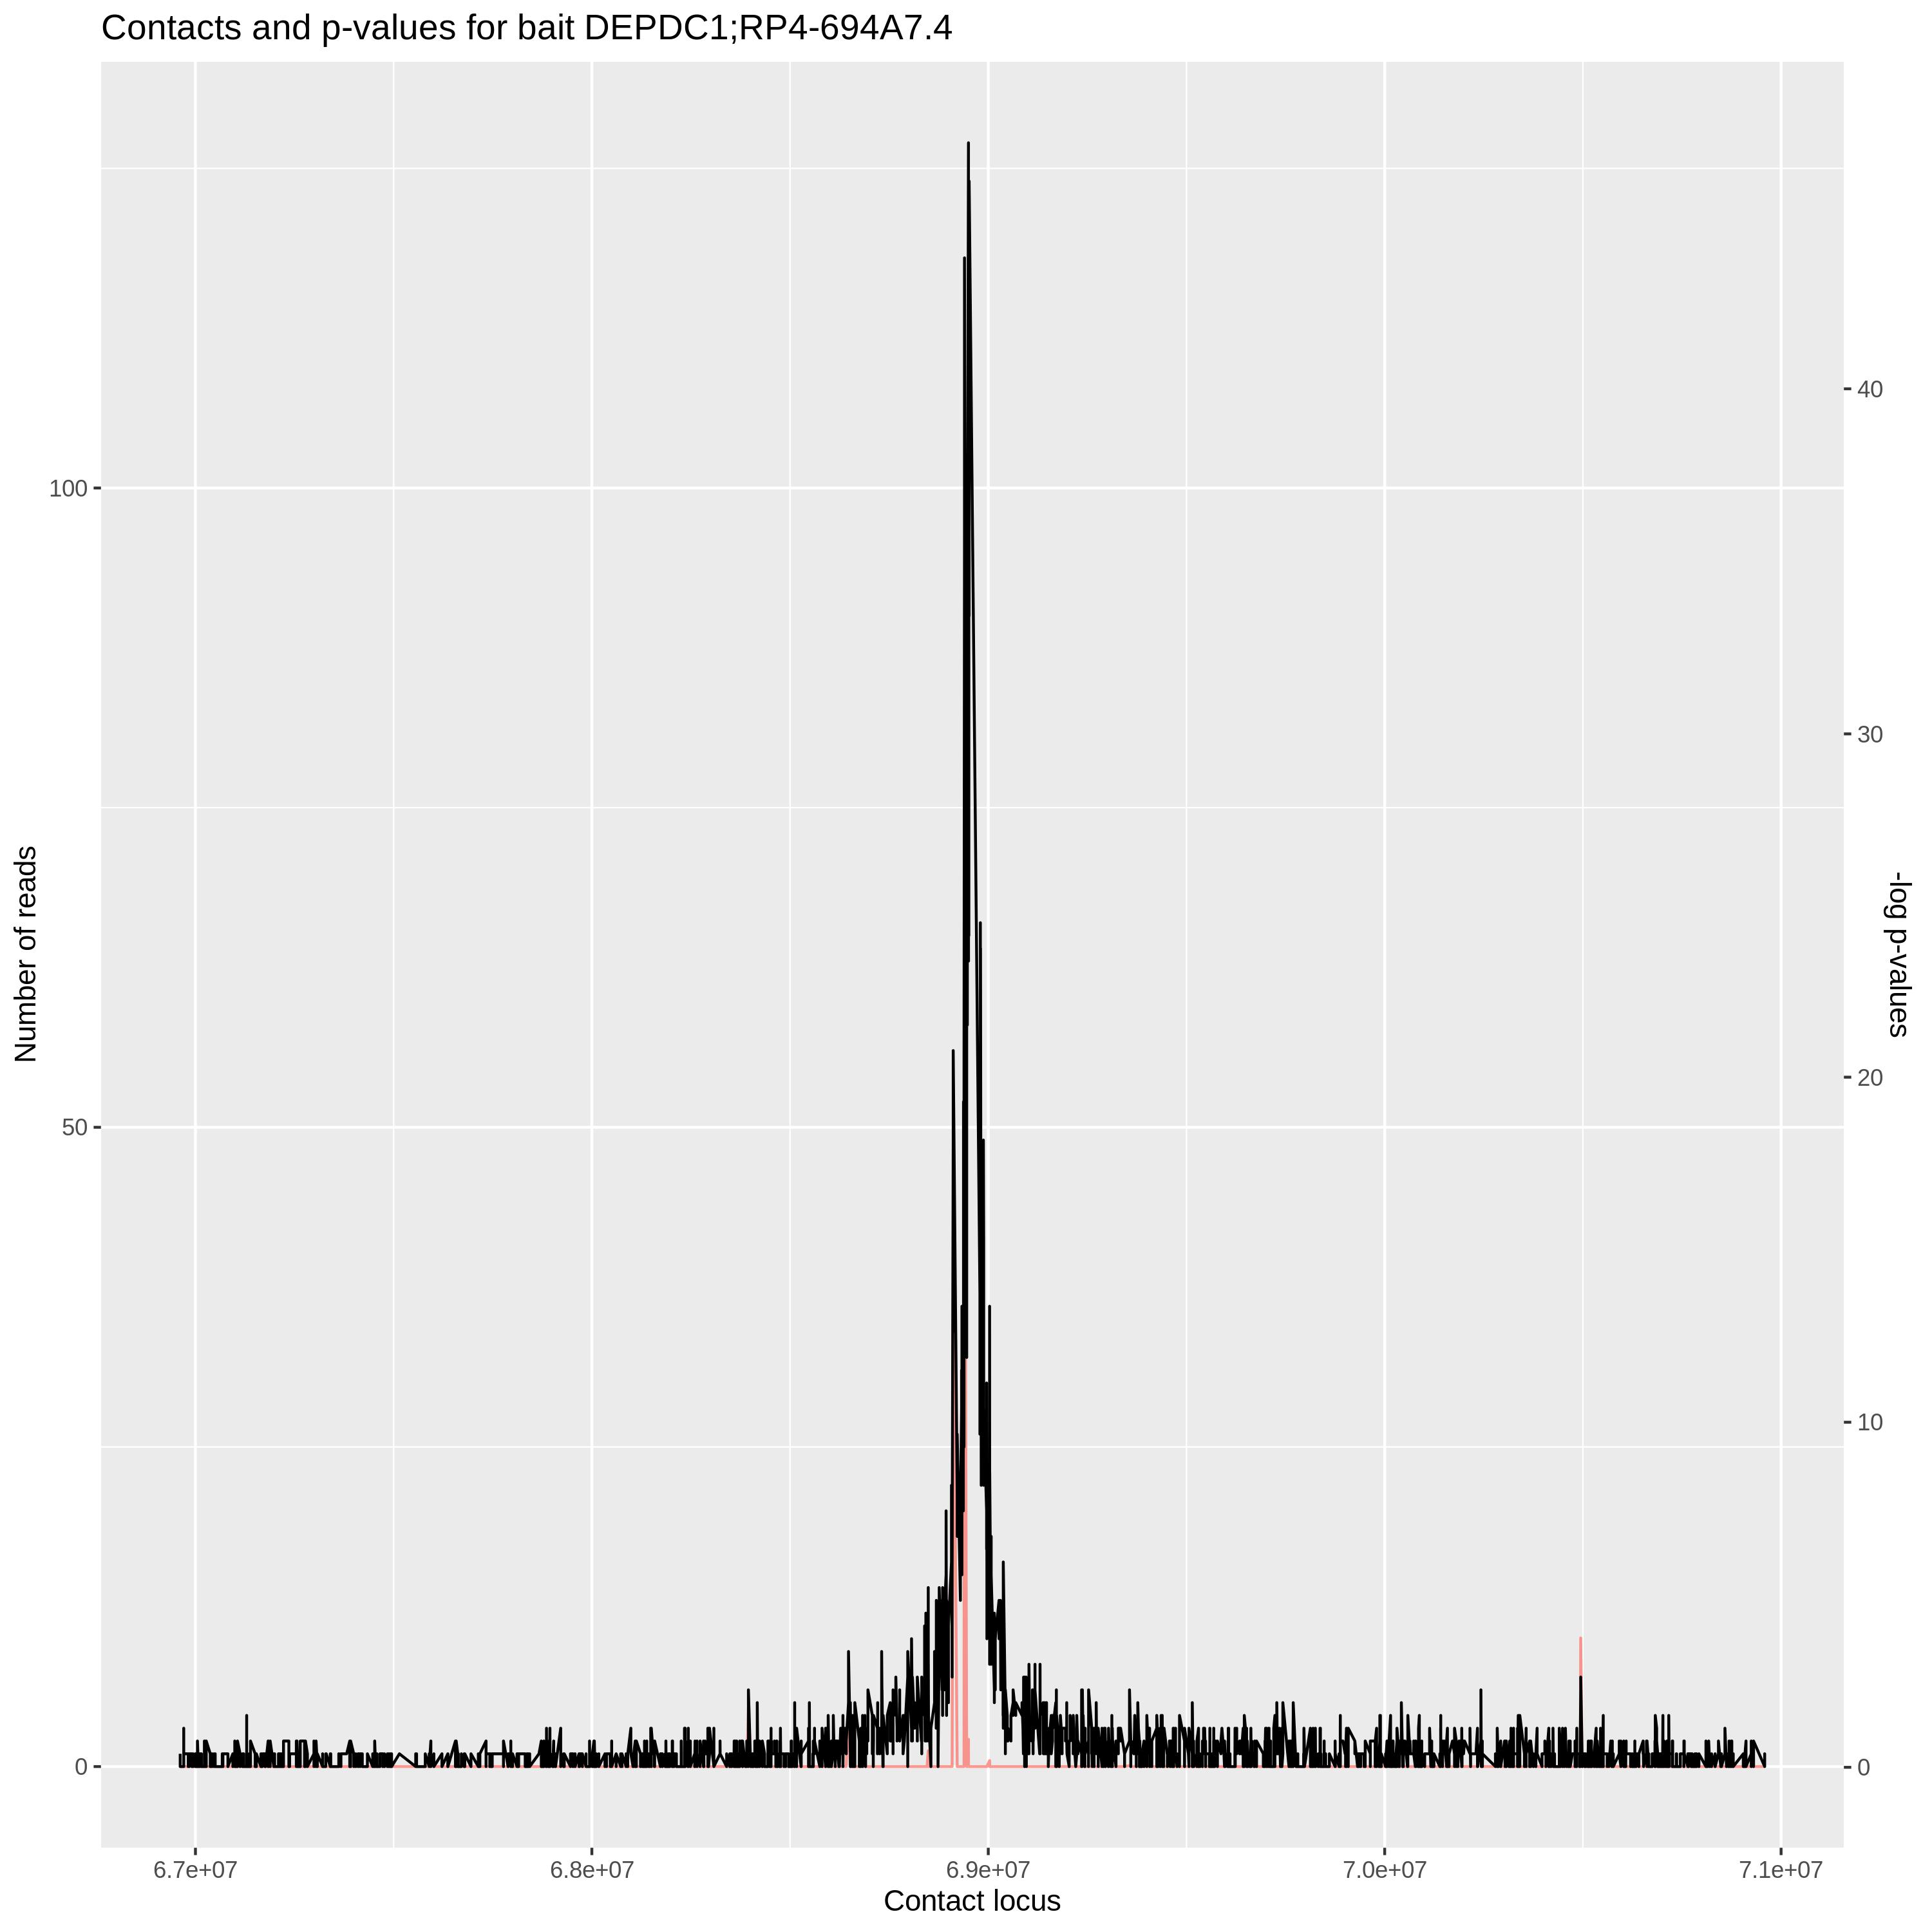 Contacts and p-values for bait DEPDC1;RP4-694A7.4
Number of reads
100
50
0
-log p-values
40
30
20
10
0
6.7e+07
6.8e+07
6.9e+07
7.0e+07
7.1e+07
Contact locus